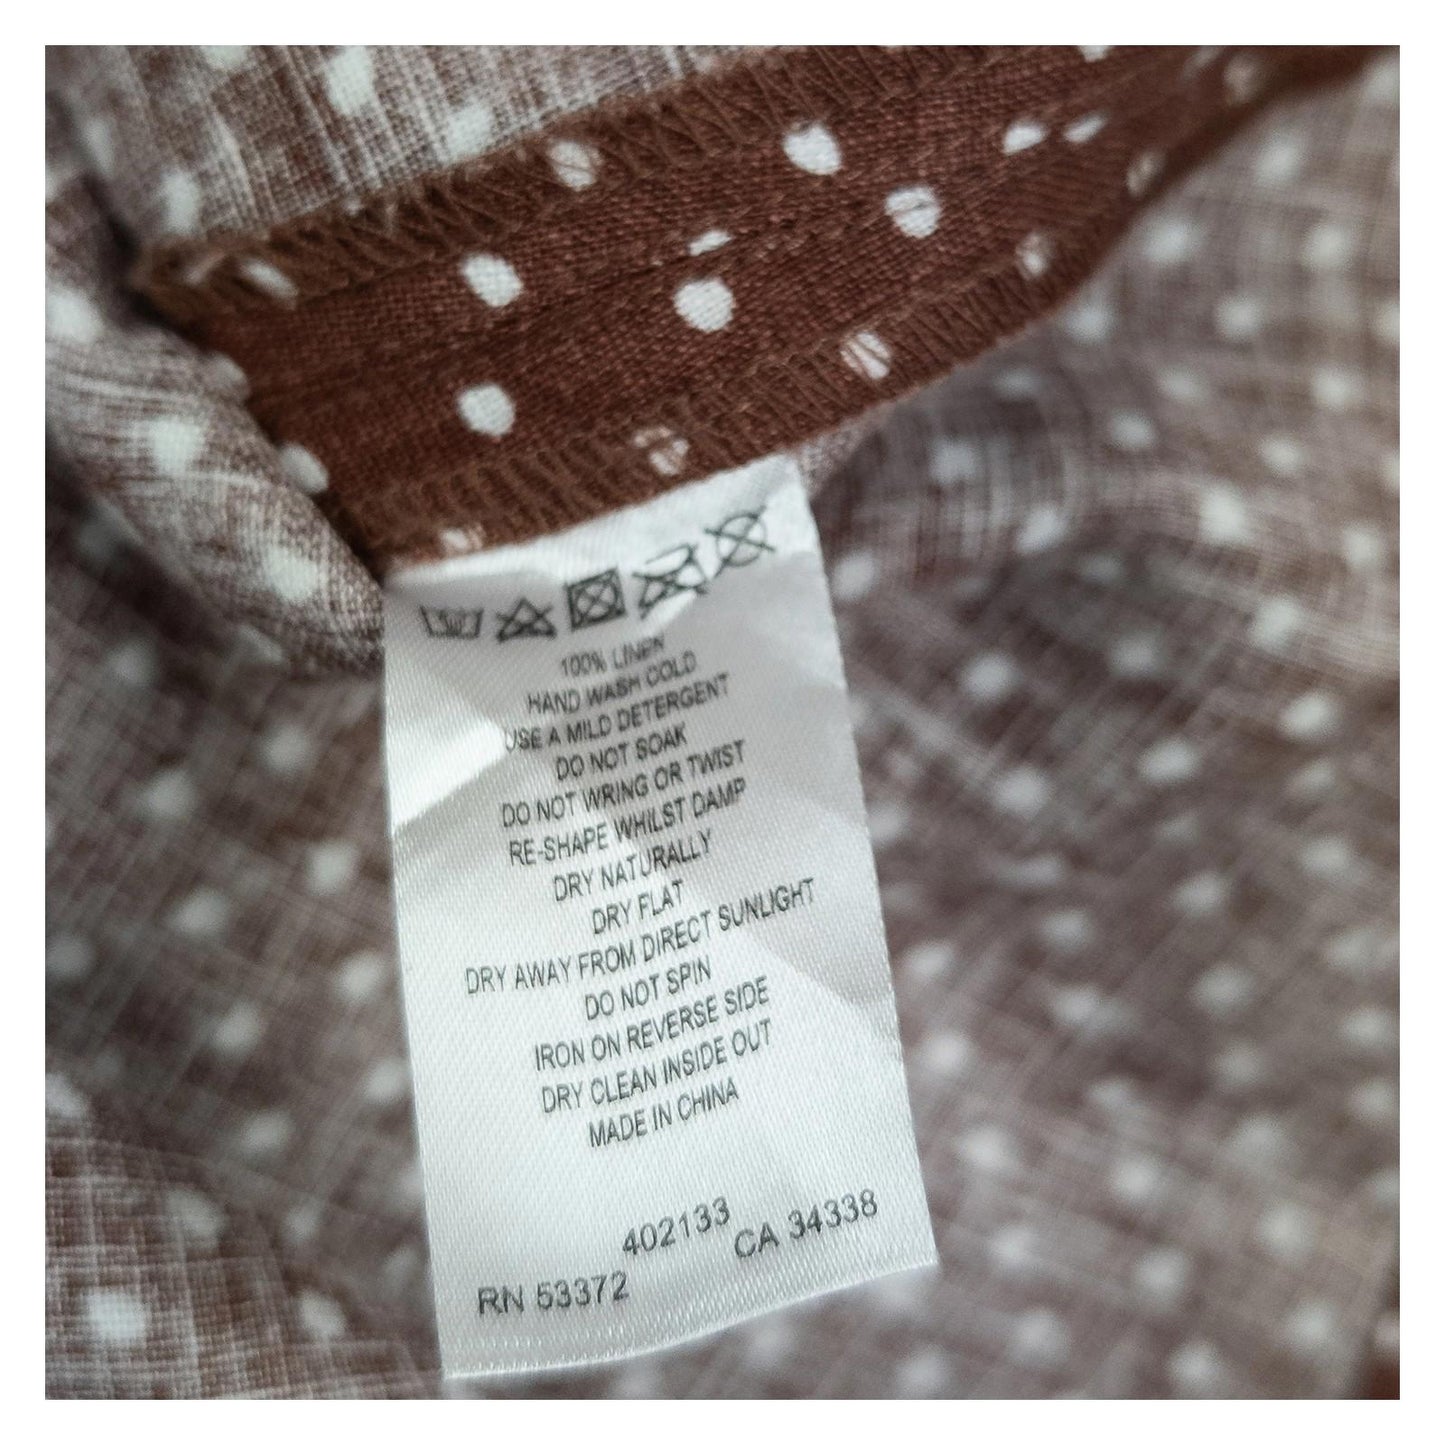 100% LINEN
HAND WASH COLD
USE A MILD DETERGENT
DO NOT SOAK
DO NOT WRING OR TWIST
RE-SHAPE WHILST DAMP
DRY NATURALLY
DRY FLAT
DRY AWAY FROM DIRECT SUNLIGHT
DO NOT SPIN
IRON ON REVERSE SIDE
DRY CLEAN INSIDE OUT
MADE IN CHINA
402133
RN 53372 CA 34338